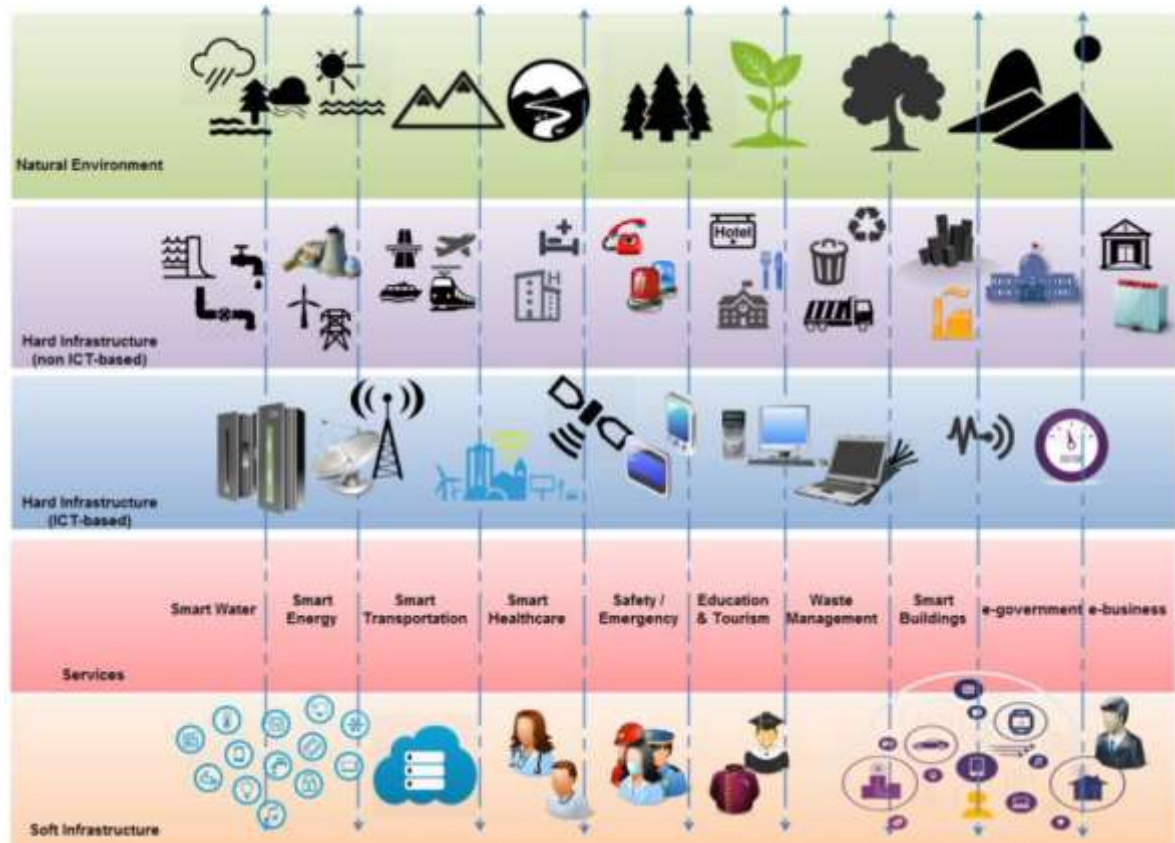 Natural Environment
Hotel
H
Hard Infrastructure
(non ICT-based)
Hard Infrastructure
(ICT-based)
Smart Water
Smart
Energy
Smart
Transportation
Smart
Healthcare
Safety /
Emergency
Education
& Tourism
Waste
Management
Smart
Buildings
e-government
e-business
Services
Soft Infrastructure